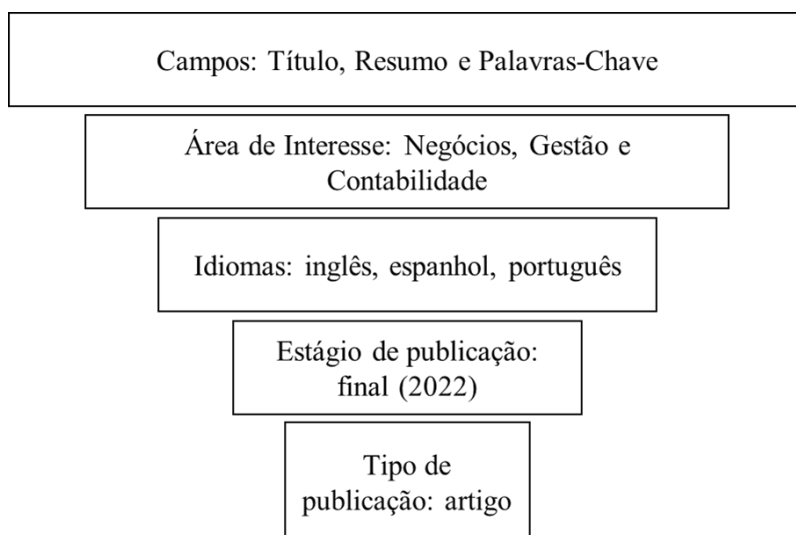 Campos: Título, Resumo e Palavras-Chave
Área de Interesse: Negócios, Gestão e
Contabilidade
Idiomas: inglês, espanhol, português
Estágio de publicação:
final (2022)
Tipo de
publicação: artigo